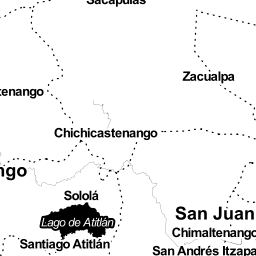 Sacapulas
Zacualpa
tenango
Chichicastenango
ngo
Sololá
Lago de Atitlán
San Juan
Chimaltenango
Santiago Atitlán
San Andrés Itzapa